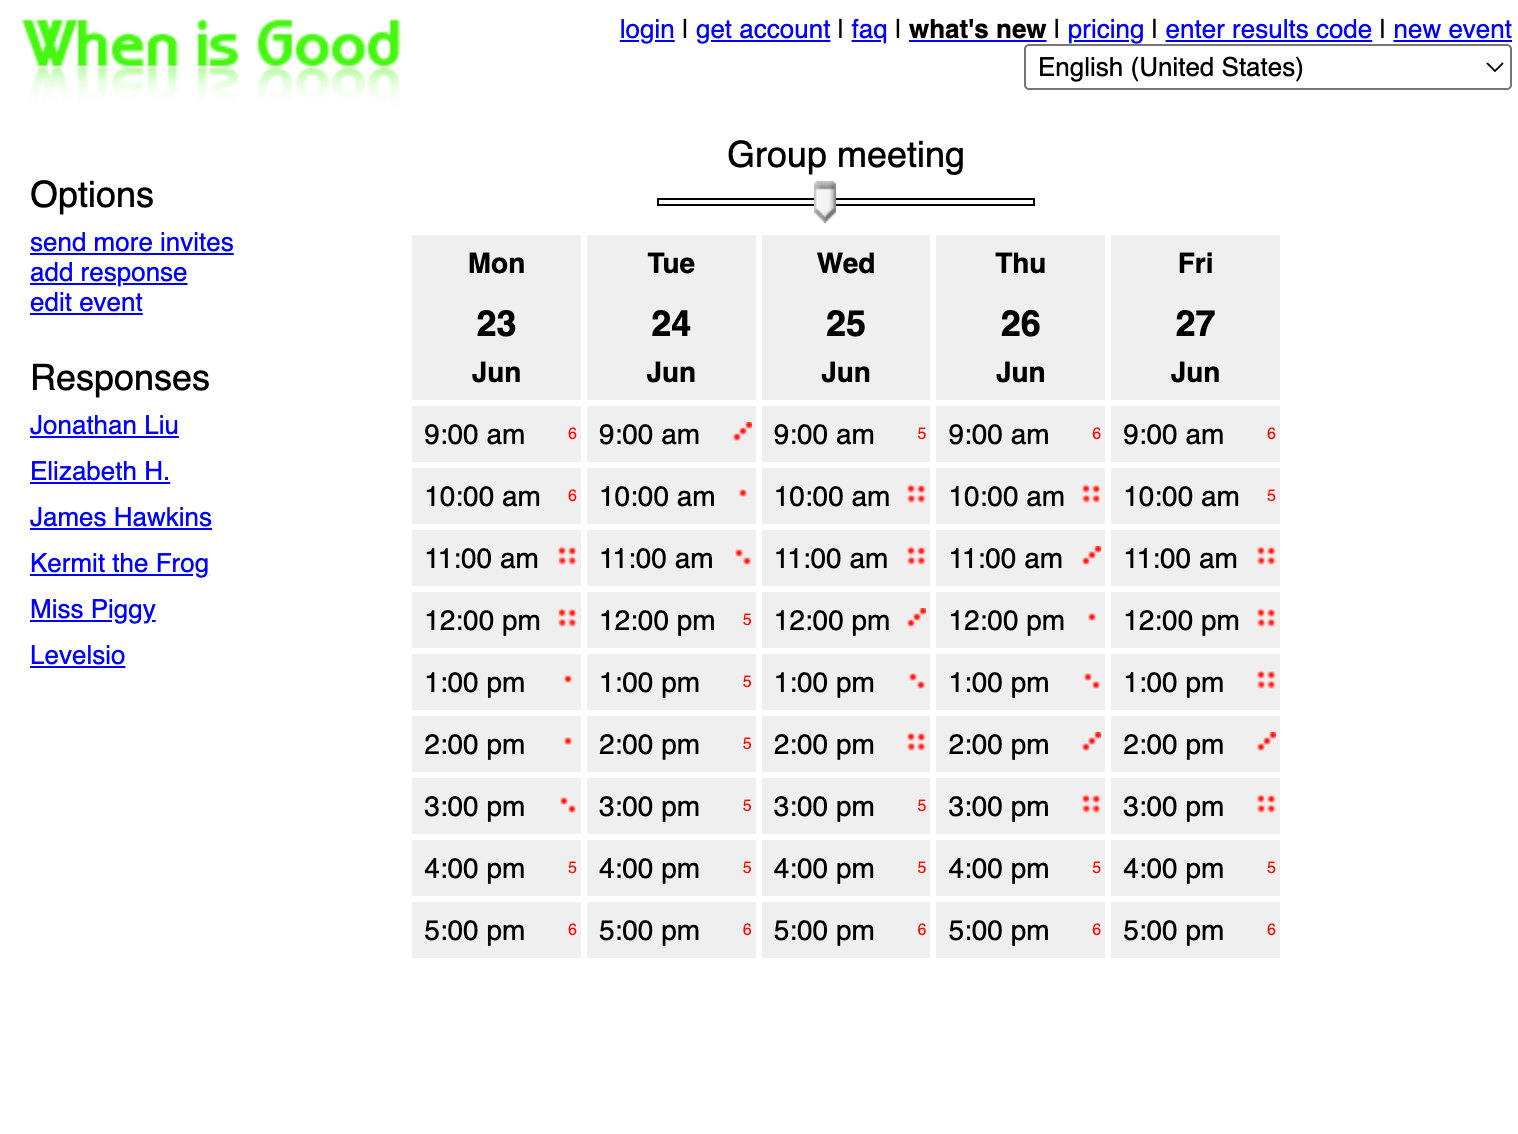 When is Good
login | get account | faq | what's new | pricing | enter results code | new event
English (United States)
Group meeting
Options
send more invites
add response
edit event
Responses
Jonathan Liu
Elizabeth H.
James Hawkins
Kermit the Frog
Miss Piggy
Levelsio
Mon Tue Wed Thu Fri
23 24 25 26 27
Jun Jun Jun Jun Jun
9:00 am 6 9:00 am 9:00 am 5 9:00 am 6 9:00 am 6
10:00 am 6 10:00 am 10:00 am 10:00 am 10:00 am 5
11:00 am 11:00 am 11:00 am 11:00 am 11:00 am
12:00 pm 12:00 pm 5 12:00 pm 12:00 pm 12:00 pm
1:00 pm 1:00 pm 5 1:00 pm 1:00 pm 1:00 pm
2:00 pm 2:00 pm 5 2:00 pm 2:00 pm 2:00 pm
3:00 pm 3:00 pm 5 3:00 pm 5 3:00 pm 3:00 pm
4:00 pm 5 4:00 pm 5 4:00 pm 5 4:00 pm 5 4:00 pm 5
5:00 pm 6 5:00 pm 6 5:00 pm 6 5:00 pm 6 5:00 pm 6